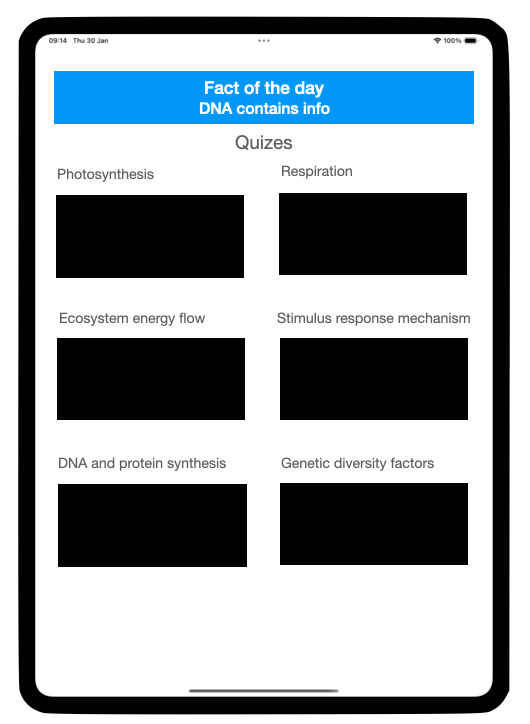 09:14 Thu 30 Jan
100%
Fact of the day
DNA contains info
Quizes
Photosynthesis
Respiration
Ecosystem energy flow
Stimulus response mechanism
DNA and protein synthesis
Genetic diversity factors